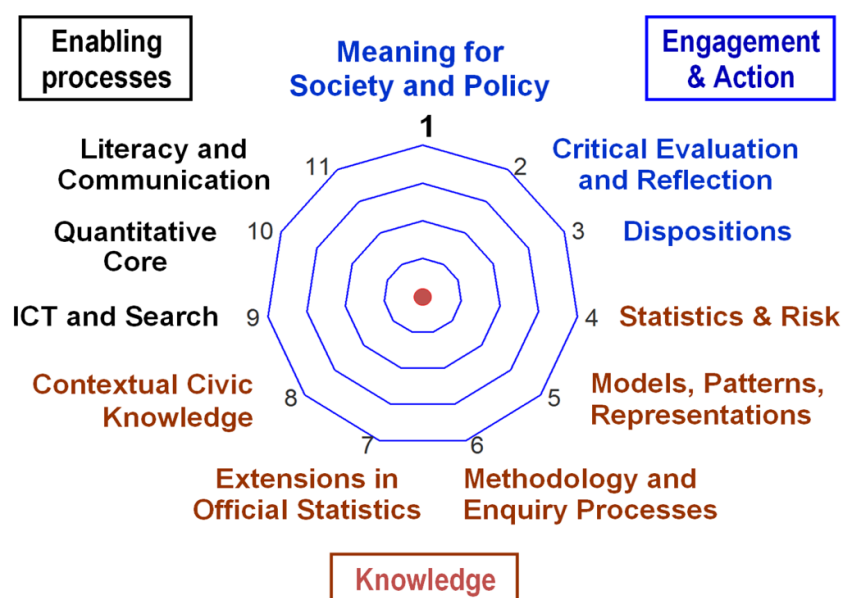 Enabling
processes
Meaning for
Society and Policy
Engagement
& Action
1
Literacy and
Communication
11
2
Critical Evaluation
and Reflection
Quantitative
Core
10
3
Dispositions
ICT and Search
9
4
Statistics & Risk
Contextual Civic
Knowledge
8
5
Models, Patterns,
Representations
7
6
Extensions in
Official Statistics
Methodology and
Enquiry Processes
Knowledge